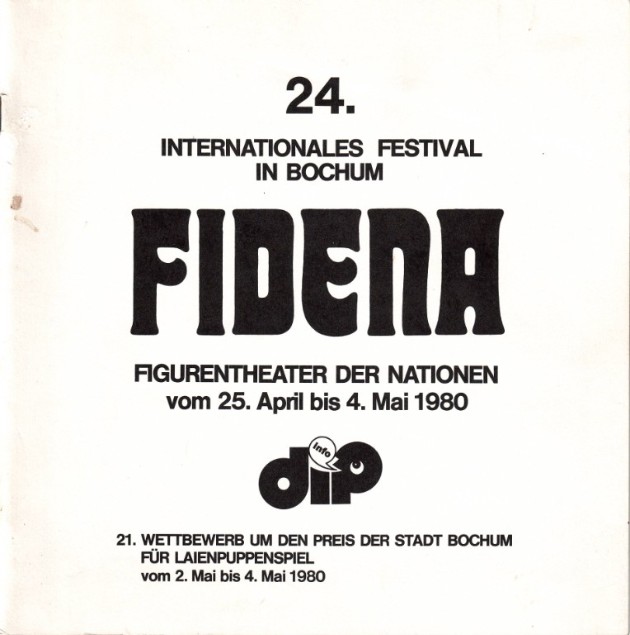 24.
INTERNATIONALES FESTIVAL
IN BOCHUM
FIDENA
FIGURENTHEATER DER NATIONEN
vom 25. April bis 4. Mai 1980
Info
dip
21. WETTBEWERB UM DEN PREIS DER STADT BOCHUM
FÜR LAIENPUPPENSPIEL
vom 2. Mai bis 4. Mai 1980